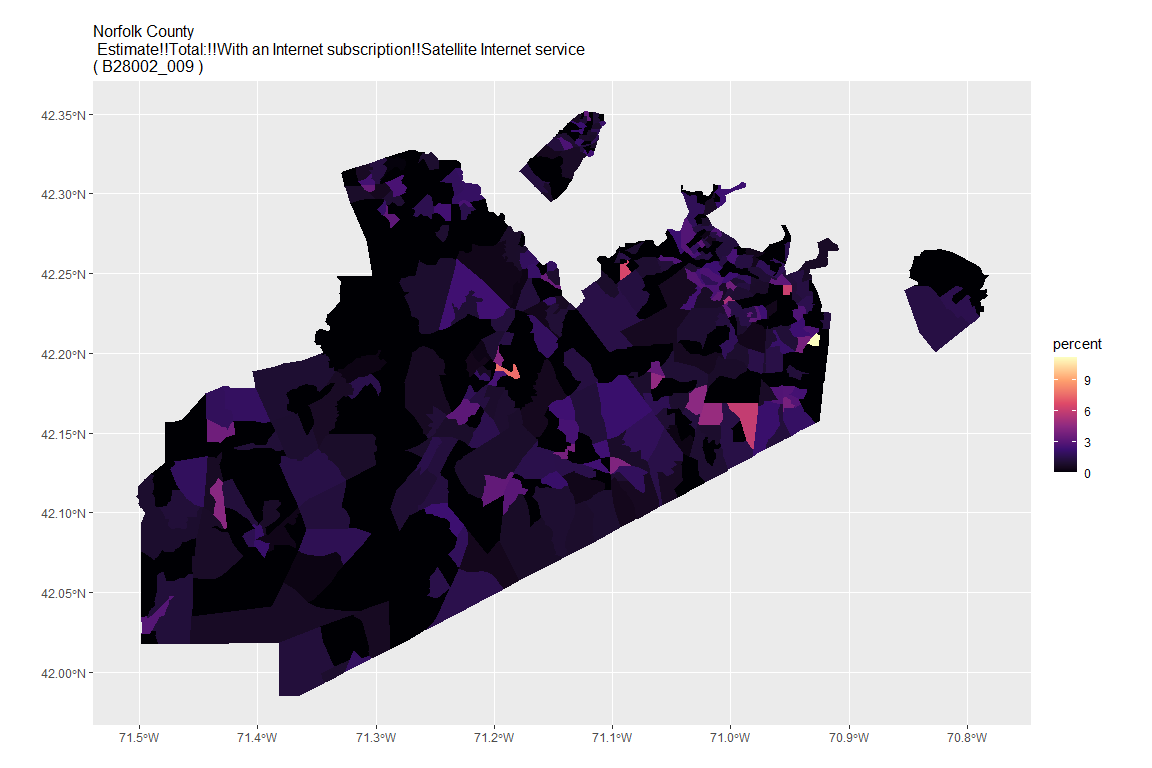 Norfolk County
Estimate!!Total:!!With an Internet subscription!!Satellite Internet service
( B28002_009 )
42.35°N
42.30°N
42.25°N
42.20°N
42.15°N
42.10°N
42.05°N
42.00°N
71.5°W 71.4°W 71.3°W 71.2°W 71.1°W 71.0°W 70.9°W 70.8°W
percent
9
6
3
0